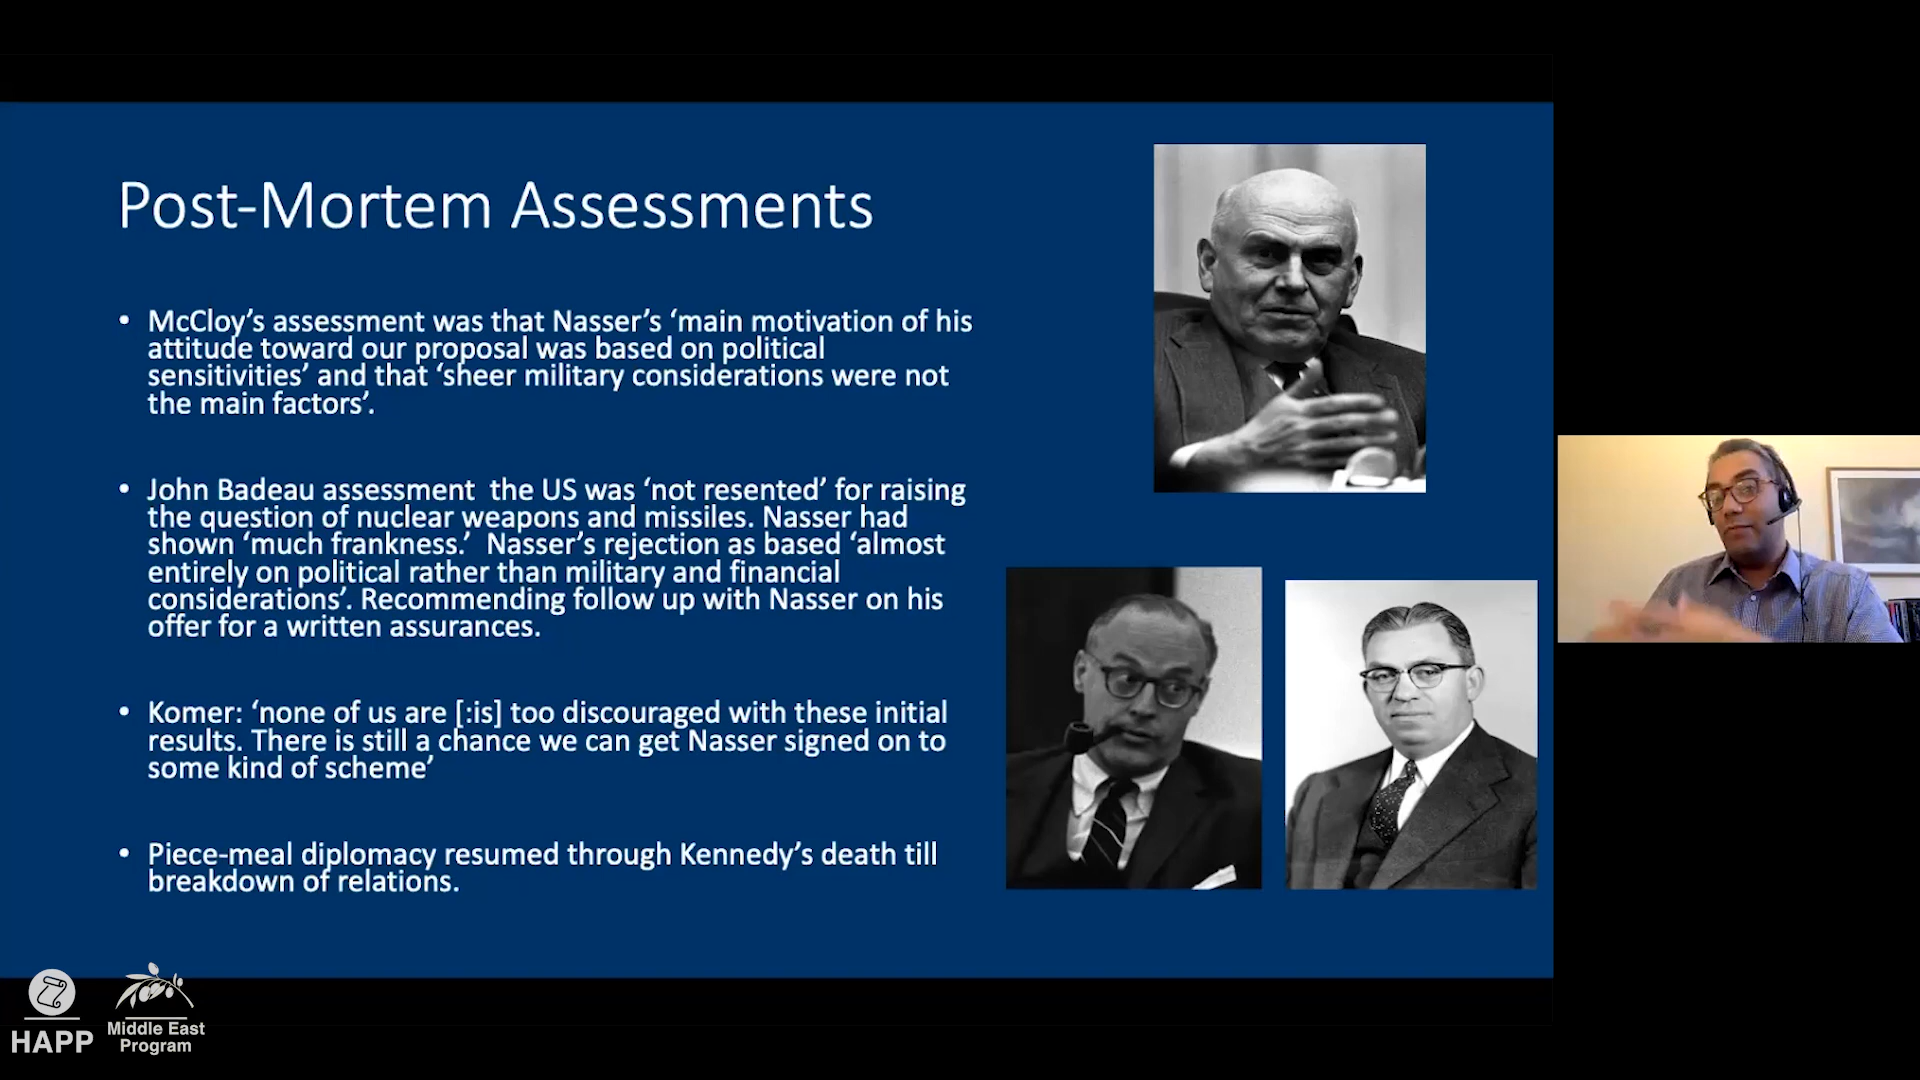 Post-Mortem Assessments
• McCloy’s assessment was that Nasser’s ‘main motivation of his
attitude toward our proposal was based on political
sensitivities’ and that ‘sheer military considerations were not
the main factors’.
• John Badeau assessment  the US was ‘not resented’ for raising
the question of nuclear weapons and missiles. Nasser had
shown ‘much frankness.’  Nasser’s rejection as based ‘almost
entirely on political rather than military and financial
considerations’. Recommending follow up with Nasser on his
offer for a written assurances.
• Komer: ‘none of us are [:is] too discouraged with these initial
results. There is still a chance we can get Nasser signed on to
some kind of scheme’
• Piece-meal diplomacy resumed through Kennedy’s death till
breakdown of relations.
HAPP
Middle East
Program